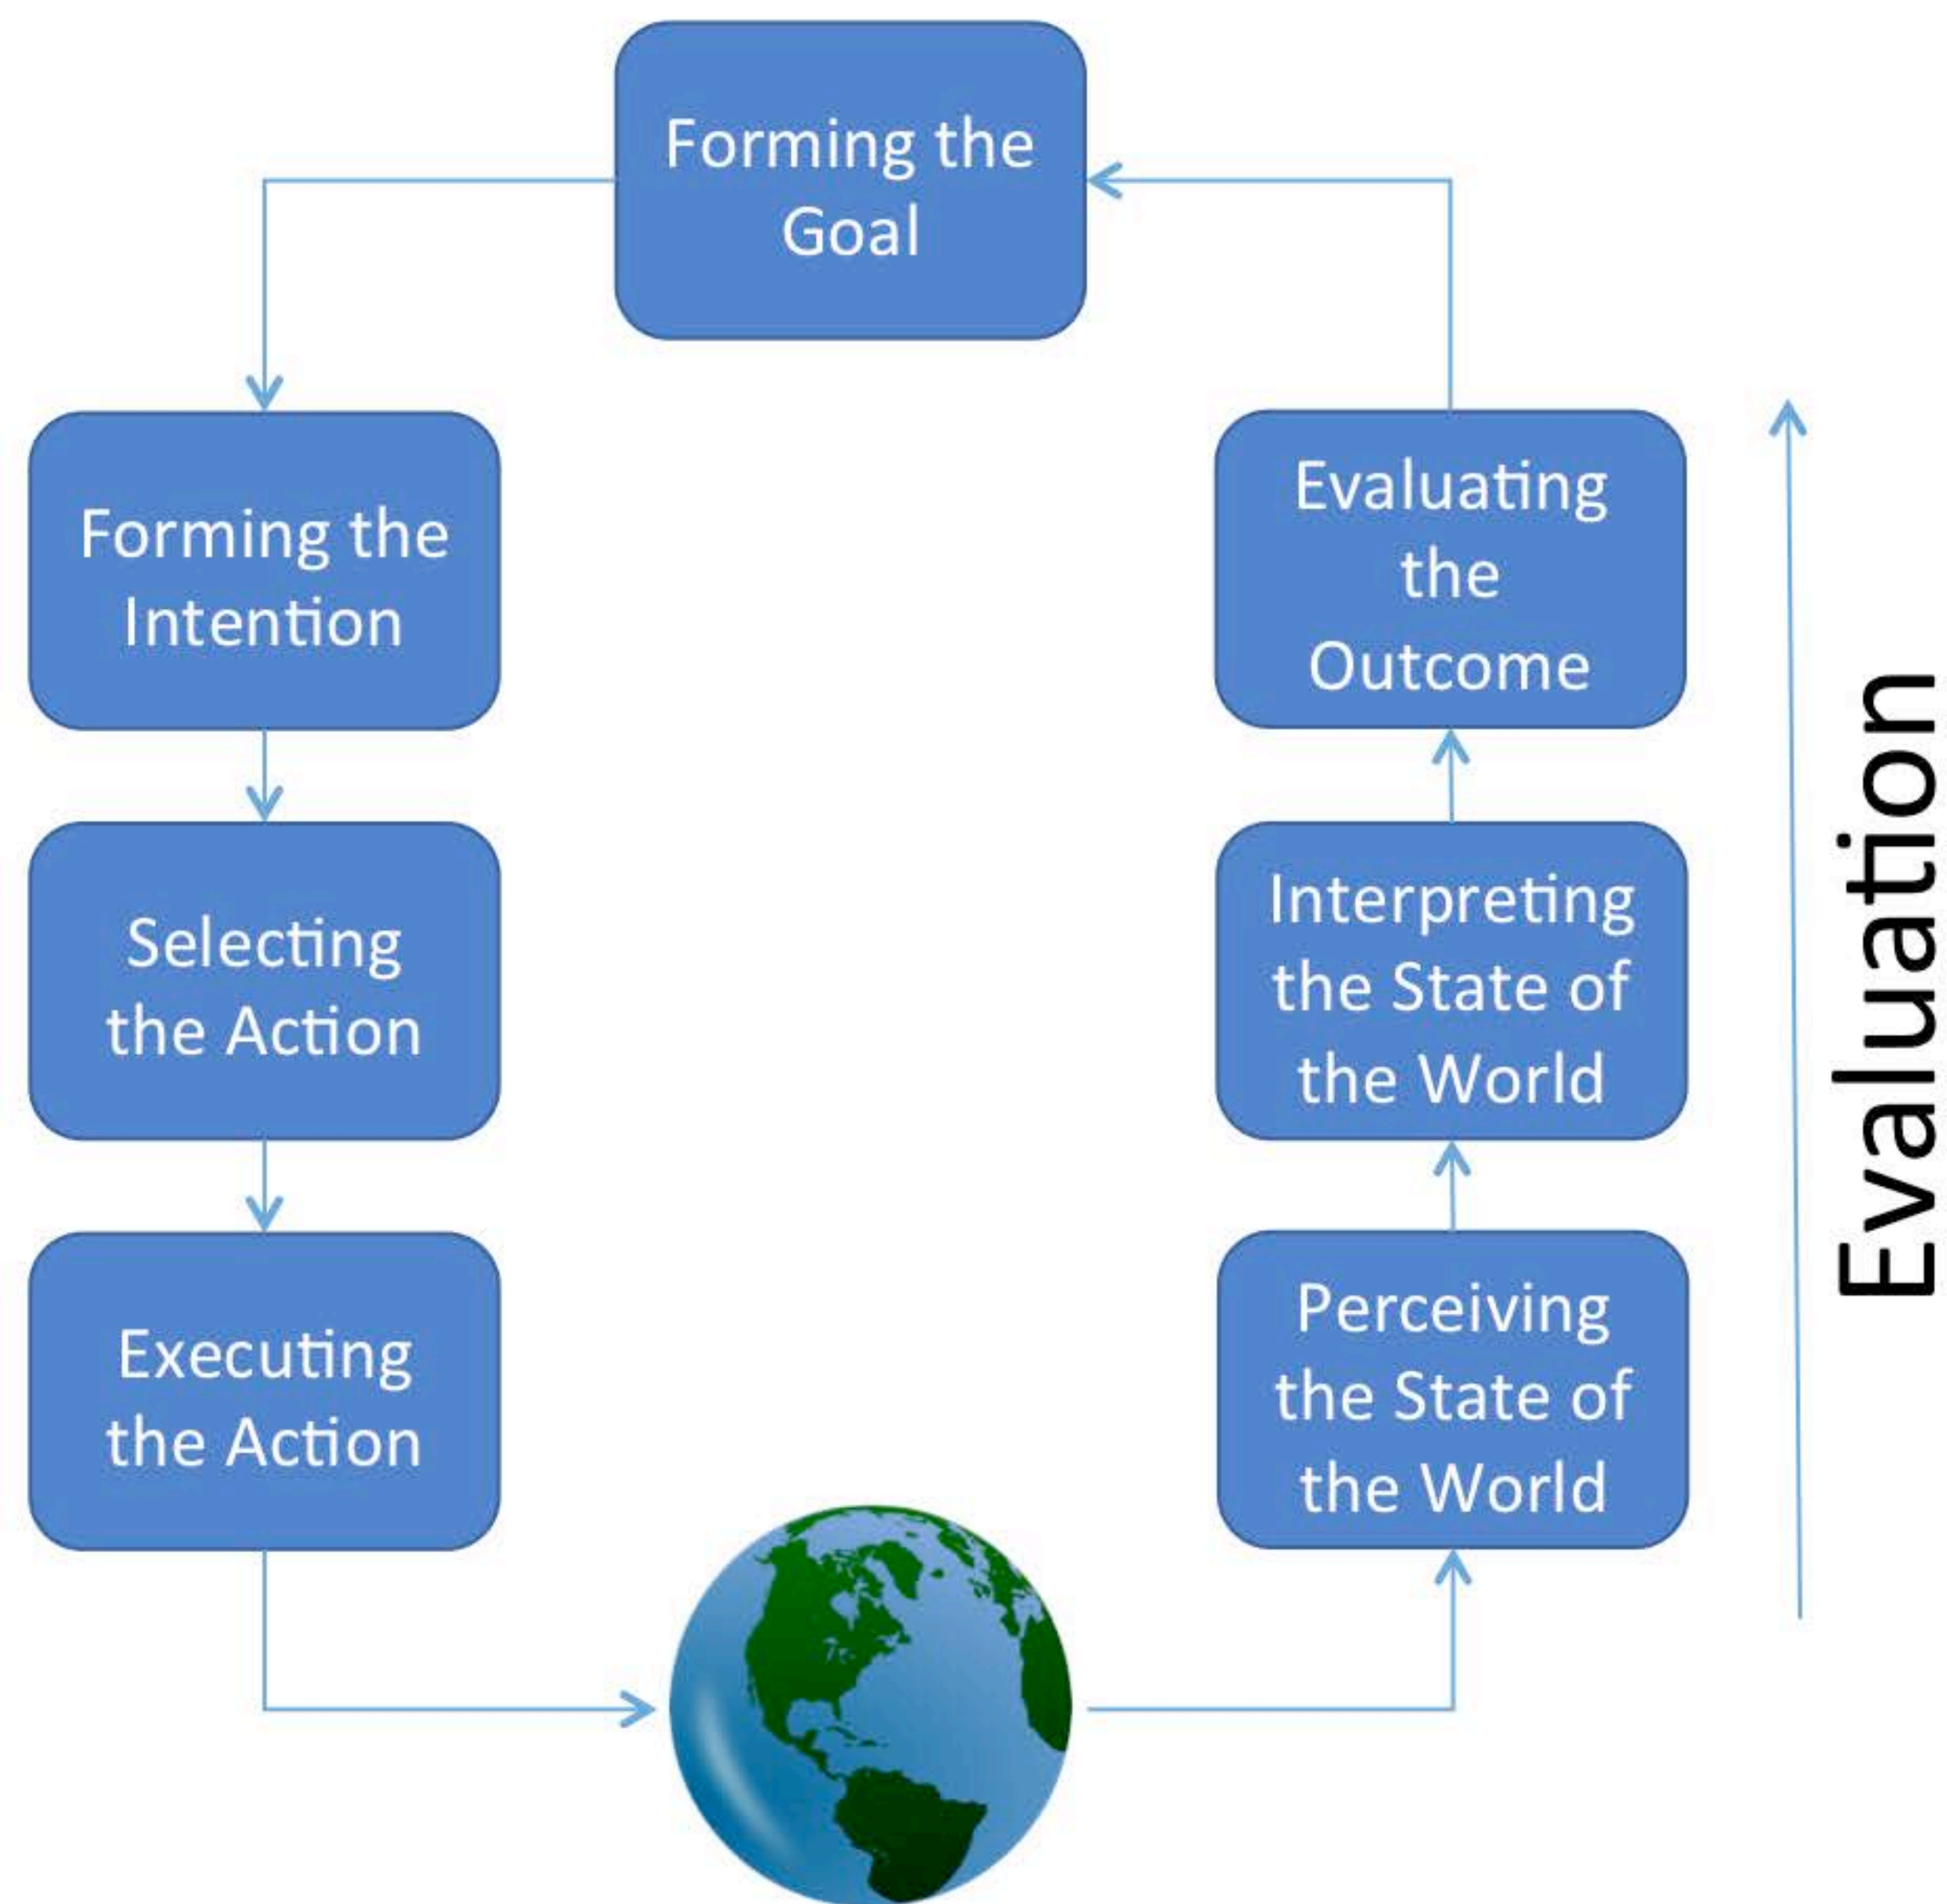 Forming the
Goal
Forming the
Intention
Selecting
the Action
Executing
the Action
Evaluating
the
Outcome
Interpreting
the State of
the World
Perceiving
the State of
the World
Evaluation